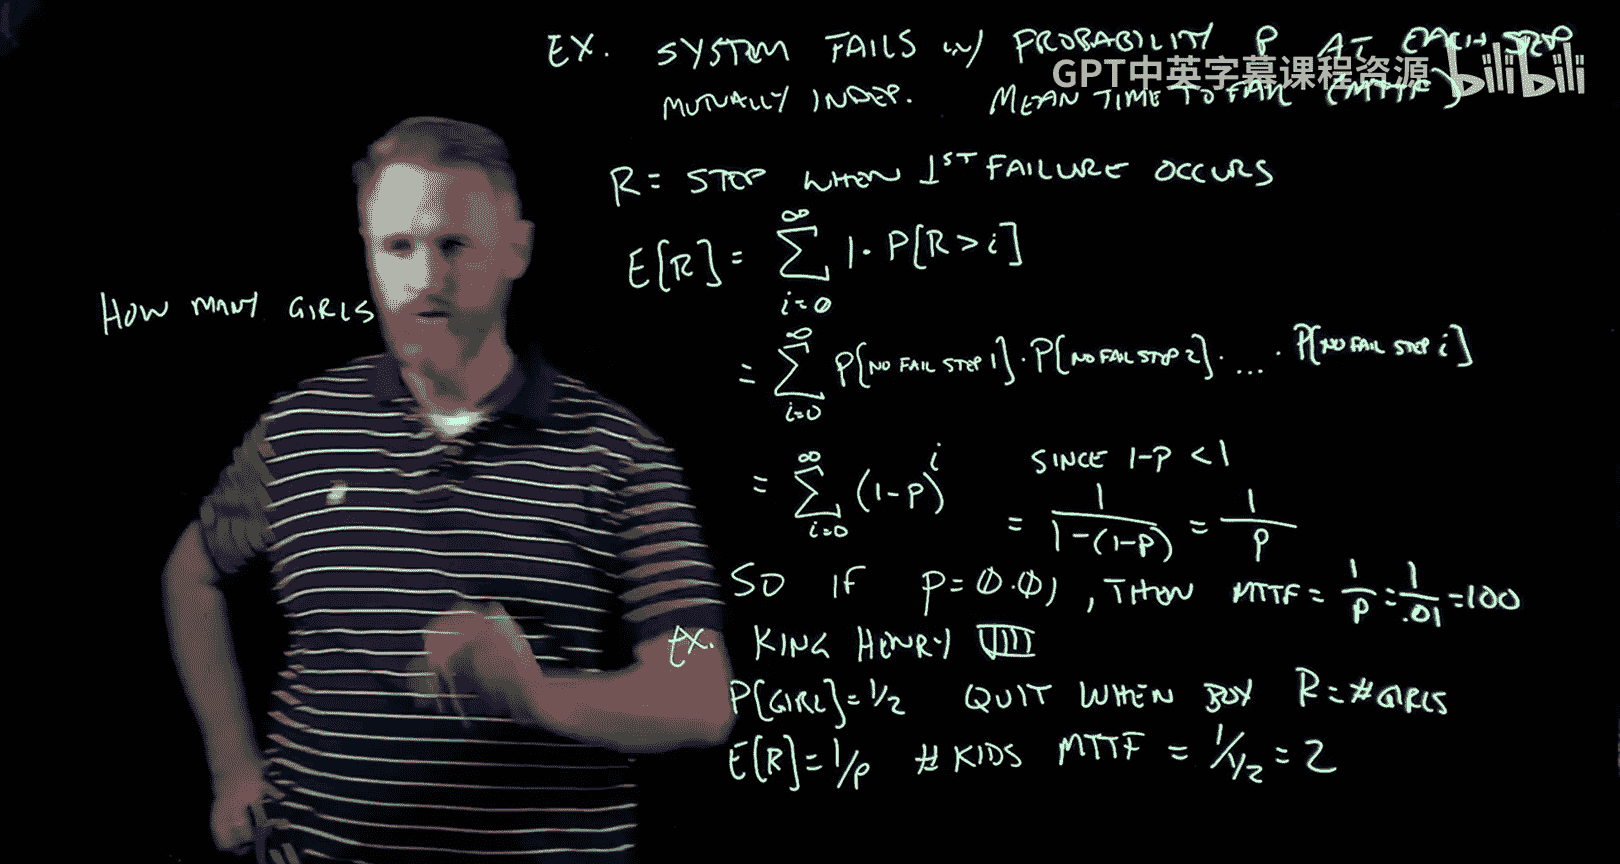 EX. SYSTEM FAILS w/ PROBABILITY P AT EACH STEP
GPT中英字幕课程资源 bilibili
MUTUALLY INDEP. MEAN TIME TO FAIL (MTTF)
R = STEP WHEN 1ST FAILURE OCCURS
E[R] = ∑_{i=0}^{∞} 1· P[R > i]
HOW MANY GIRLS
= ∑_{i=0}^{∞} P[NO FAIL STEP 1] · P[NO FAIL STEP 2] · ... · P[NO FAIL STEP i]
= ∑_{i=0}^{∞} (1-P)^i SINCE 1-P < 1
= 1/(1-(1-P)) = 1/P
SO IF P = 0.01, THEN MTTF = 1/P = 1/.01 = 100
EX. KING HENRY VIII
P[GIRL] = 1/2 QUIT WHEN BOY R = # GIRLS
E[R] = 1/P # KIDS MTTF = 1/1/2 = 2